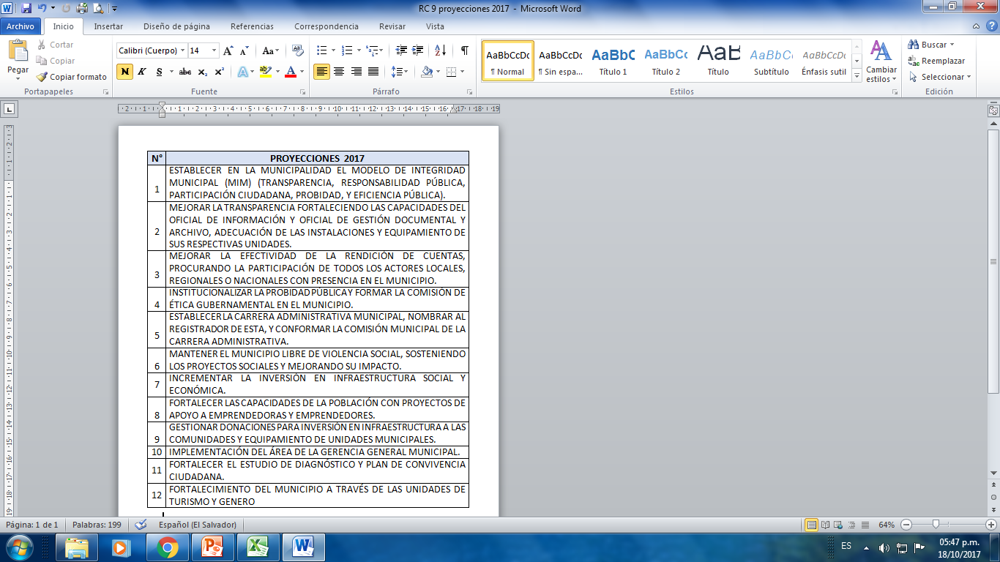 RC 9 proyecciones 2017 - Microsoft Word
Archivo Inicio Insertar Diseño de página Referencias Correspondencia Revisar Vista
Pegar
Cortar
Copiar
Copiar formato
Portapapeles
Calibri (Cuerpo) 14
N K S abc x₂ x²
Fuente
Párrafo
AaBbCcDc AaBbCcDc AaBbC AaBbCc AaB AaBbCc AaBbCcDc
¶ Normal ¶ Sin espa... Título 1 Título 2 Título Subtítulo Énfasis sutil
Cambiar estilos
Estilos
Buscar
Reemplazar
Seleccionar
Edición
N° PROYECCIONES 2017
1 ESTABLECER EN LA MUNICIPALIDAD EL MODELO DE INTEGRIDAD
MUNICIPAL (MIM) (TRANSPARENCIA, RESPONSABILIDAD PÚBLICA,
PARTICIPACIÓN CIUDADANA, PROBIDAD, Y EFICIENCIA PÚBLICA).
2 MEJORAR LA TRANSPARENCIA FORTALECIENDO LAS CAPACIDADES DEL
OFICIAL DE INFORMACIÓN Y OFICIAL DE GESTIÓN DOCUMENTAL Y
ARCHIVO, ADECUACIÓN DE LAS INSTALACIONES Y EQUIPAMIENTO DE
SUS RESPECTIVAS UNIDADES.
3 MEJORAR LA EFECTIVIDAD DE LA RENDICIÓN DE CUENTAS,
PROCURANDO LA PARTICIPACIÓN DE TODOS LOS ACTORES LOCALES,
REGIONALES O NACIONALES CON PRESENCIA EN EL MUNICIPIO.
4 INSTITUCIONALIZAR LA PROBIDAD PÚBLICA Y FORMAR LA COMISIÓN DE
ÉTICA GUBERNAMENTAL EN EL MUNICIPIO.
5 ESTABLECER LA CARRERA ADMINISTRATIVA MUNICIPAL, NOMBRAR AL
REGISTRADOR DE ESTA, Y CONFORMAR LA COMISIÓN MUNICIPAL DE LA
CARRERA ADMINISTRATIVA.
6 MANTENER EL MUNICIPIO LIBRE DE VIOLENCIA SOCIAL, SOSTENIENDO
LOS PROYECTOS SOCIALES Y MEJORANDO SU IMPACTO.
7 INCREMENTAR LA INVERSIÓN EN INFRAESTRUCTURA SOCIAL Y
ECONÓMICA.
8 FORTALECER LAS CAPACIDADES DE LA POBLACIÓN CON PROYECTOS DE
APOYO A EMPRENDEDORAS Y EMPRENDEDORES.
9 GESTIONAR DONACIONES PARA INVERSIÓN EN INFRAESTRUCTURA A LAS
COMUNIDADES Y EQUIPAMIENTO DE UNIDADES MUNICIPALES.
10 IMPLEMENTACIÓN DEL ÁREA DE LA GERENCIA GENERAL MUNICIPAL.
11 FORTALECER EL ESTUDIO DE DIAGNÓSTICO Y PLAN DE CONVIVENCIA
CIUDADANA.
12 FORTALECIMIENTO DEL MUNICIPIO A TRAVÉS DE LAS UNIDADES DE
TURISMO Y GENERO
Página: 1 de 1 Palabras: 199 Español (El Salvador) 64%
ES 05:47 p.m.
18/10/2017